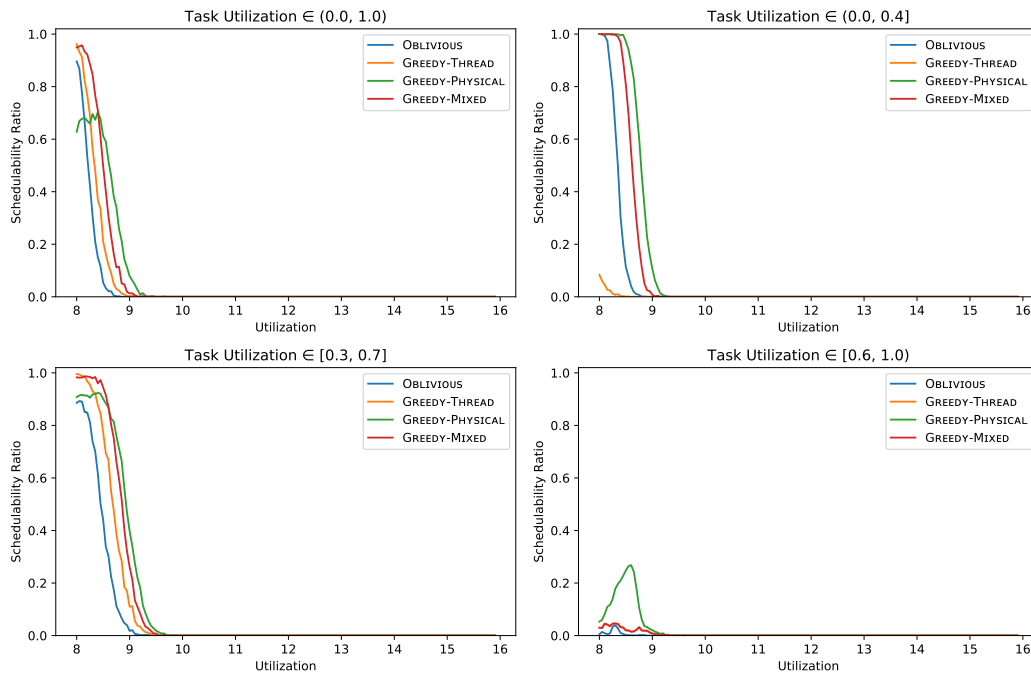 Task Utilization ∈ (0.0, 1.0)
1.0
0.8
0.6
0.4
0.2
0.0
Schedulability Ratio
Oblivious
Greedy-Thread
Greedy-Physical
Greedy-Mixed
8 9 10 11 12 13 14 15 16
Utilization
Task Utilization ∈ (0.0, 0.4]
1.0
0.8
0.6
0.4
0.2
0.0
Schedulability Ratio
Oblivious
Greedy-Thread
Greedy-Physical
Greedy-Mixed
8 9 10 11 12 13 14 15 16
Utilization
Task Utilization ∈ [0.3, 0.7]
1.0
0.8
0.6
0.4
0.2
0.0
Schedulability Ratio
Oblivious
Greedy-Thread
Greedy-Physical
Greedy-Mixed
8 9 10 11 12 13 14 15 16
Utilization
Task Utilization ∈ [0.6, 1.0)
1.0
0.8
0.6
0.4
0.2
0.0
Schedulability Ratio
Oblivious
Greedy-Thread
Greedy-Physical
Greedy-Mixed
8 9 10 11 12 13 14 15 16
Utilization